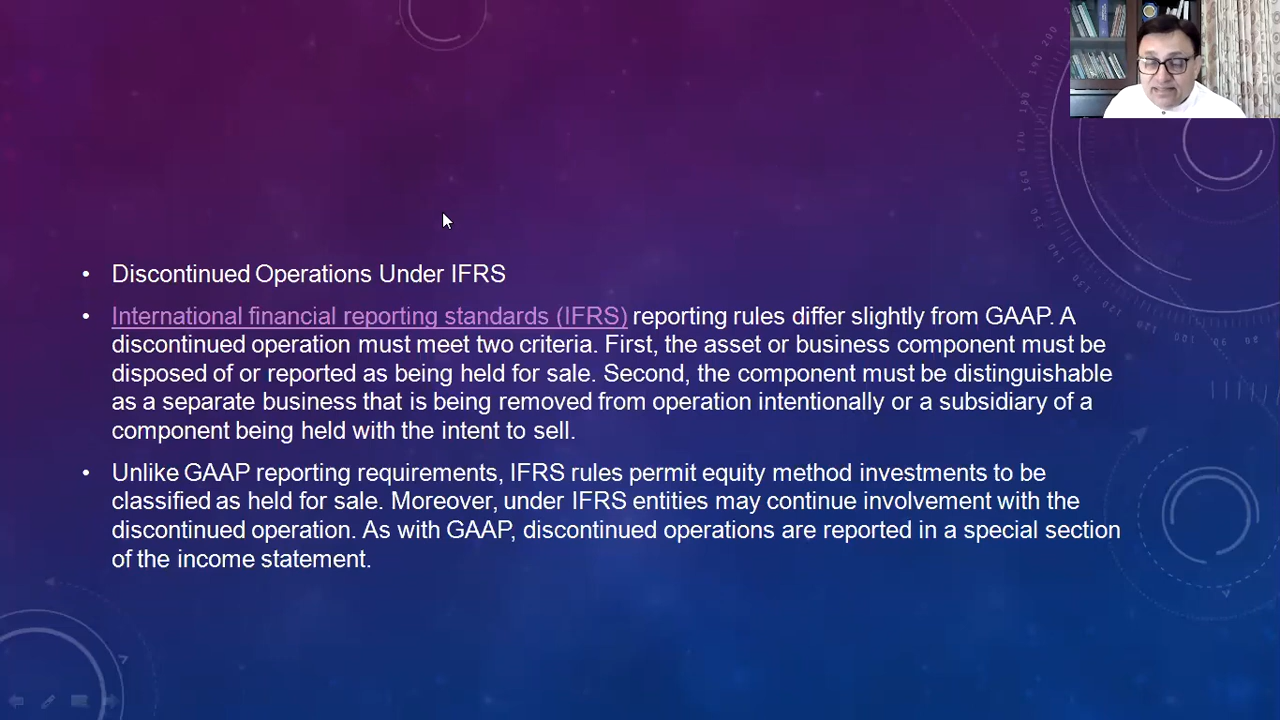 Discontinued Operations Under IFRS
International financial reporting standards (IFRS) reporting rules differ slightly from GAAP. A
discontinued operation must meet two criteria. First, the asset or business component must be
disposed of or reported as being held for sale. Second, the component must be distinguishable
as a separate business that is being removed from operation intentionally or a subsidiary of a
component being held with the intent to sell.
Unlike GAAP reporting requirements, IFRS rules permit equity method investments to be
classified as held for sale. Moreover, under IFRS entities may continue involvement with the
discontinued operation. As with GAAP, discontinued operations are reported in a special section
of the income statement.